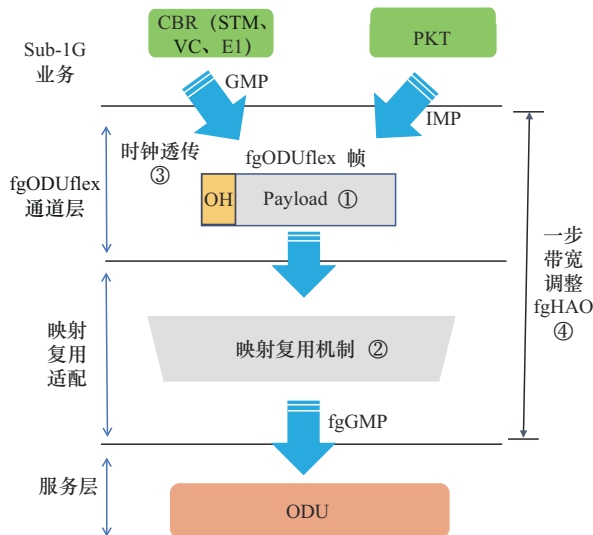 CBR（STM、
VC、E1）
PKT
Sub-1G
业务
GMP
IMP
时钟透传
③
fgODUflex 帧
fgODUflex
通道层
OH
Payload ①
一步
带宽
调整
fgHAO
④
映射
复用
适配
映射复用机制 ②
fgGMP
服务层
ODU